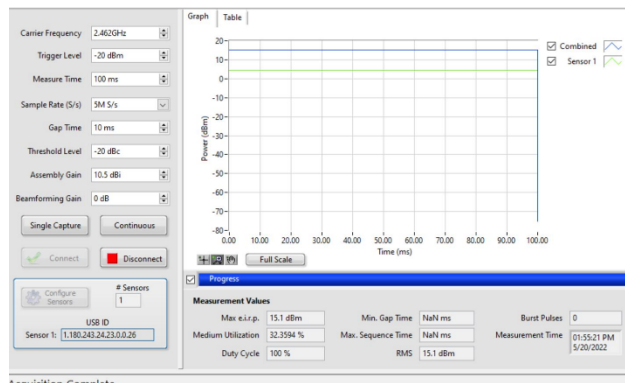 Graph Table
Carrier Frequency 2.462GHz
Trigger Level -20 dBm
Measure Time 100 ms
Sample Rate (S/s) 5M S/s
Gap Time 10 ms
Threshold Level -20 dBc
Assembly Gain 10.5 dBi
Beamforming Gain 0 dB
Single Capture Continuous
Connect Disconnect
Configure Sensors
# Sensors
1
USB ID
Sensor 1: 1.180.243.24.23.0.0.26
Power (dBm)
20
10
0
-10
-20
-30
-40
-50
-60
-70
-80
0.00 10.00 20.00 30.00 40.00 50.00 60.00 70.00 80.00 90.00 100.00
Time (ms)
Combined
Sensor 1
Full Scale
Progress
Measurement Values
Max e.i.r.p. 15.1 dBm Min. Gap Time NaN ms Burst Pulses 0
Medium Utilization 32.3594 % Max. Sequence Time NaN ms Measurement Time 01:55:21 PM
5/20/2022
Duty Cycle 100 % RMS 15.1 dBm
Acquisition Complete